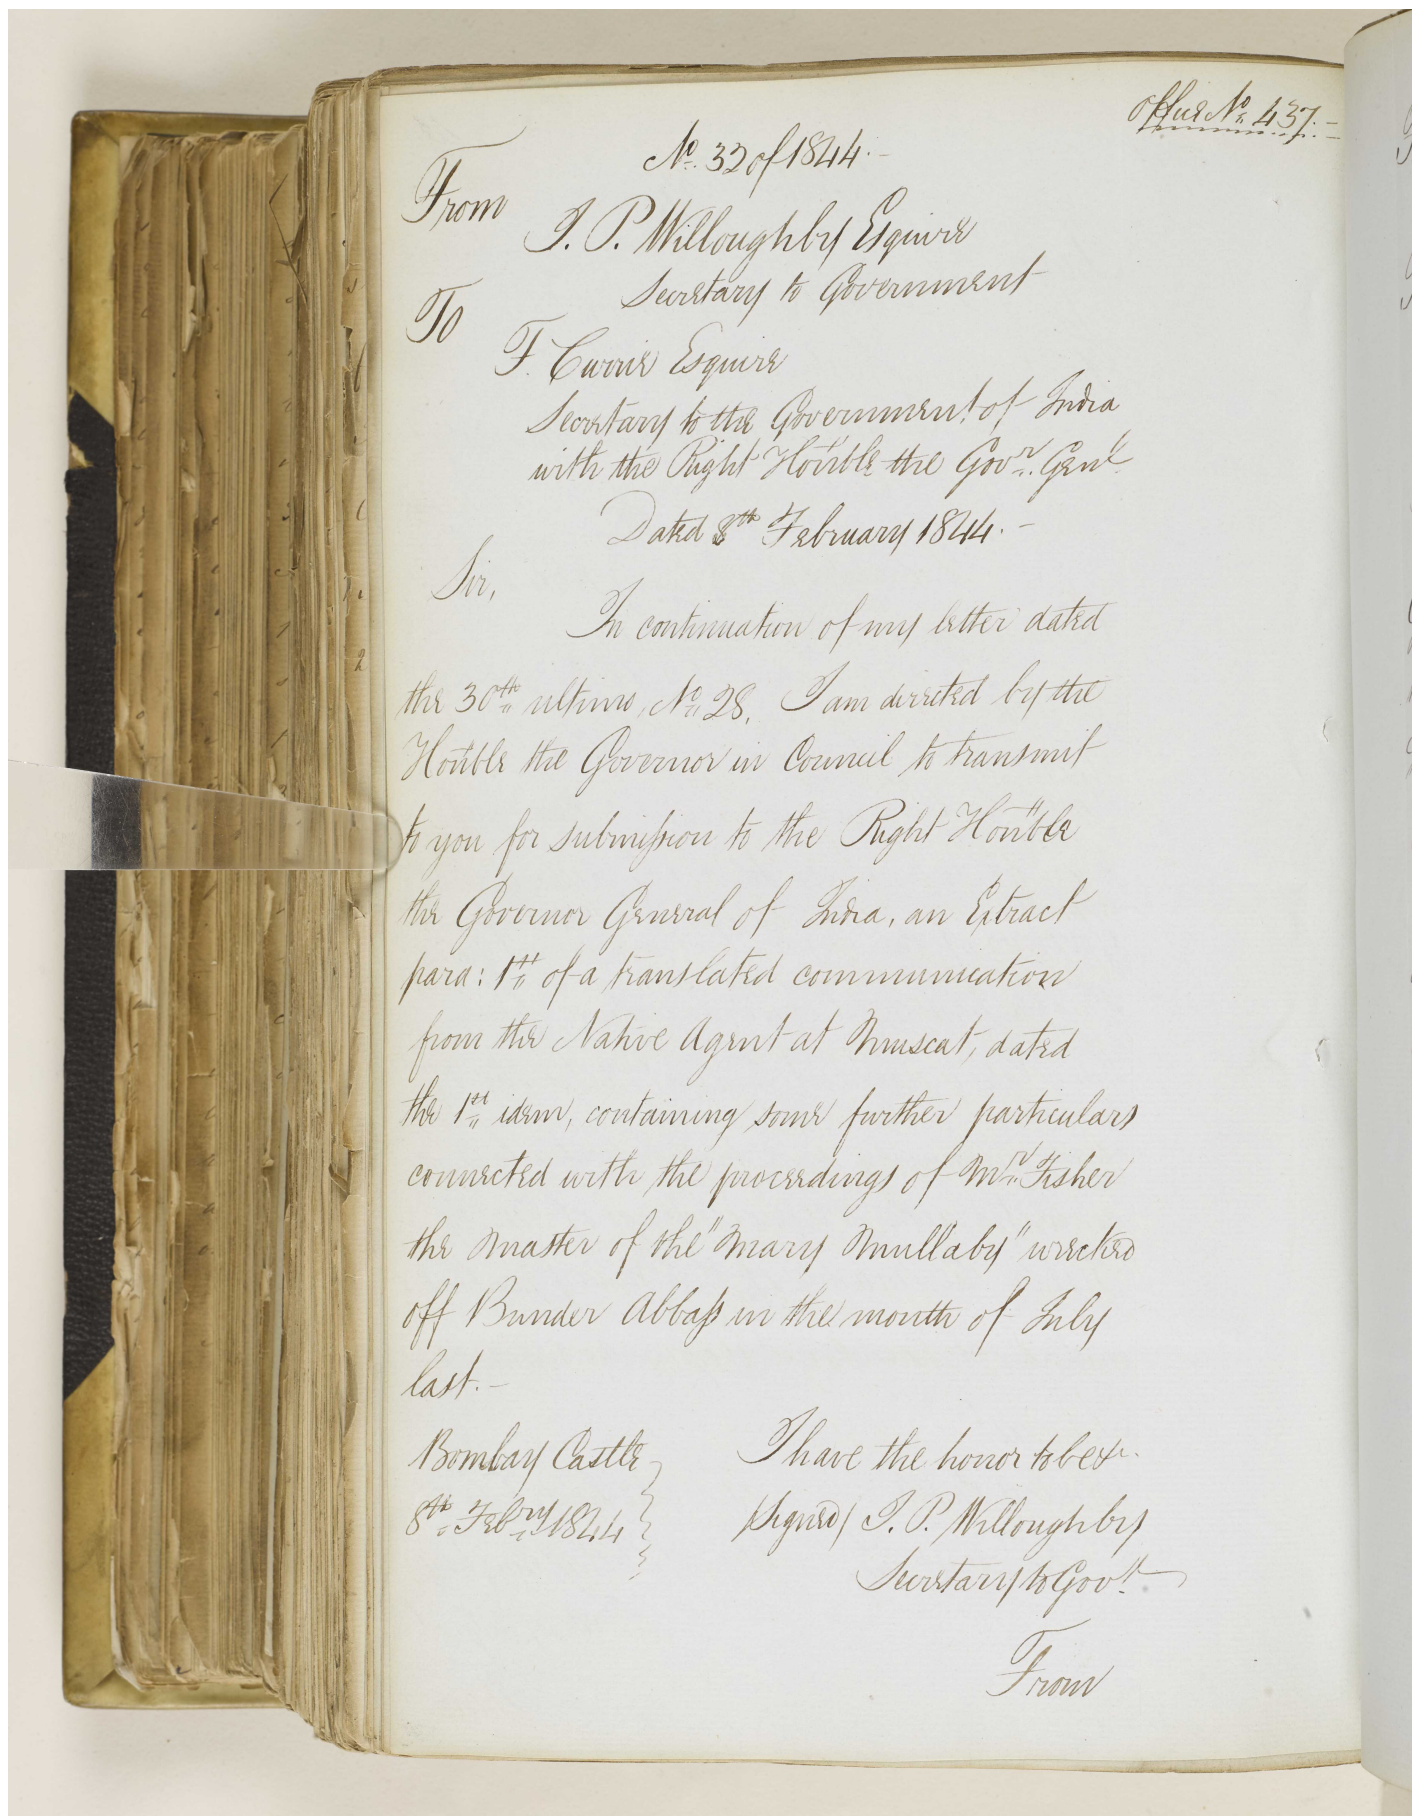 Office No. 437.-
No. 32 of 1844.-
From
J. P. Willoughby Esquire
Secretary to Government
To
F. Currie Esquire
Secretary to the Government of India
with the Right Hon'ble the Govr. Genl.
Dated 8th February 1844.-
Sir,
In continuation of my letter dated
the 30th ultimo, No. 28, I am directed by the
Hon'ble the Governor in Council to transmit
to you for submission to the Right Hon'ble
the Governor General of India, an Extract
para: 1st of a translated communication
from the Native Agent at Muscat, dated
the 1st idem, containing some further particulars
connected with the proceedings of Mr. Fisher
the Master of the "Mary Mullaby" wrecked
off Bunder Abbass in the month of July
last.-
Bombay Castle
8th Febry 1844
I have the honor to be &c.
/Signed/ J. P. Willoughby
Secretary to Govt.
From